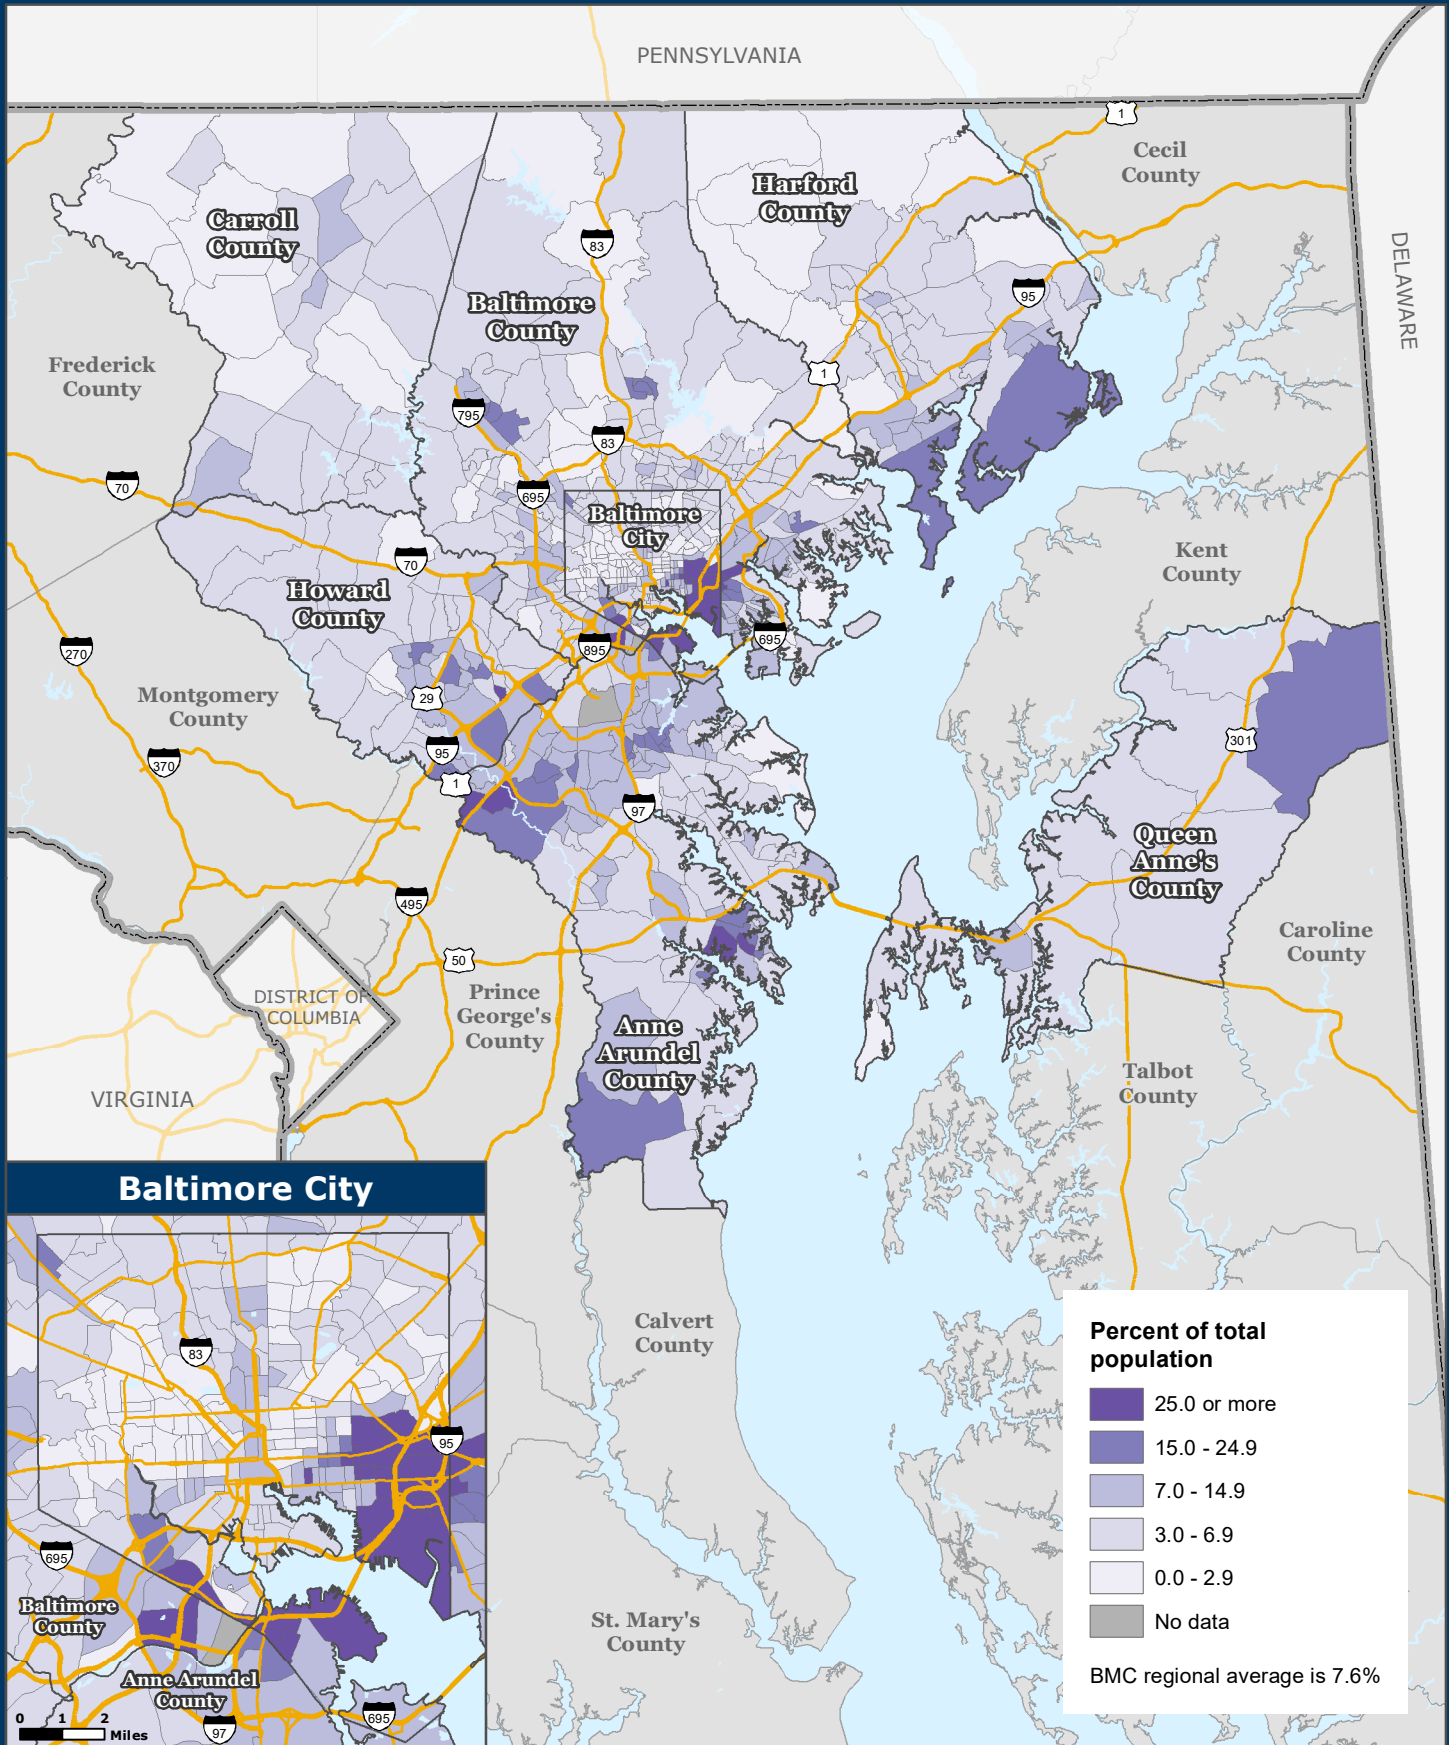 PENNSYLVANIA
1
Cecil
County
Harford
County
Carroll
County
83
DELAWARE
95
Baltimore
County
Frederick
County
1
795
83
70
695
Baltimore
City
70
Kent
County
Howard
County
695
270
895
Montgomery
County
29
301
95
370
1
97
Queen
Anne's
County
495
Caroline
County
50
DISTRICT OF
COLUMBIA
Prince
George's
County
Anne
Arundel
County
Talbot
County
VIRGINIA
Baltimore City
83
95
695
Baltimore
County
Anne Arundel
County
0 1 2
Miles
97
695
Calvert
County
St. Mary's
County
Percent of total
population
25.0 or more
15.0 - 24.9
7.0 - 14.9
3.0 - 6.9
0.0 - 2.9
No data
BMC regional average is 7.6%